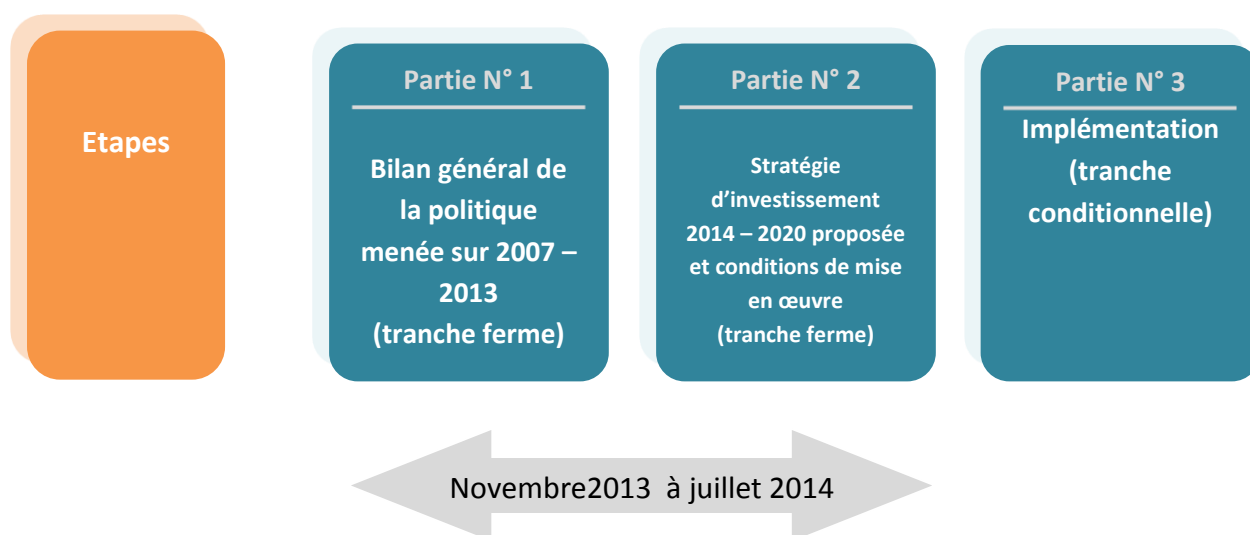 Etapes
Partie N° 1
Bilan général de
la politique
menée sur 2007 –
2013
(tranche ferme)
Partie N° 2
Stratégie
d’investissement
2014 – 2020 proposée
et conditions de mise
en œuvre
(tranche ferme)
Partie N° 3
Implémentation
(tranche
conditionnelle)
Novembre2013 à juillet 2014